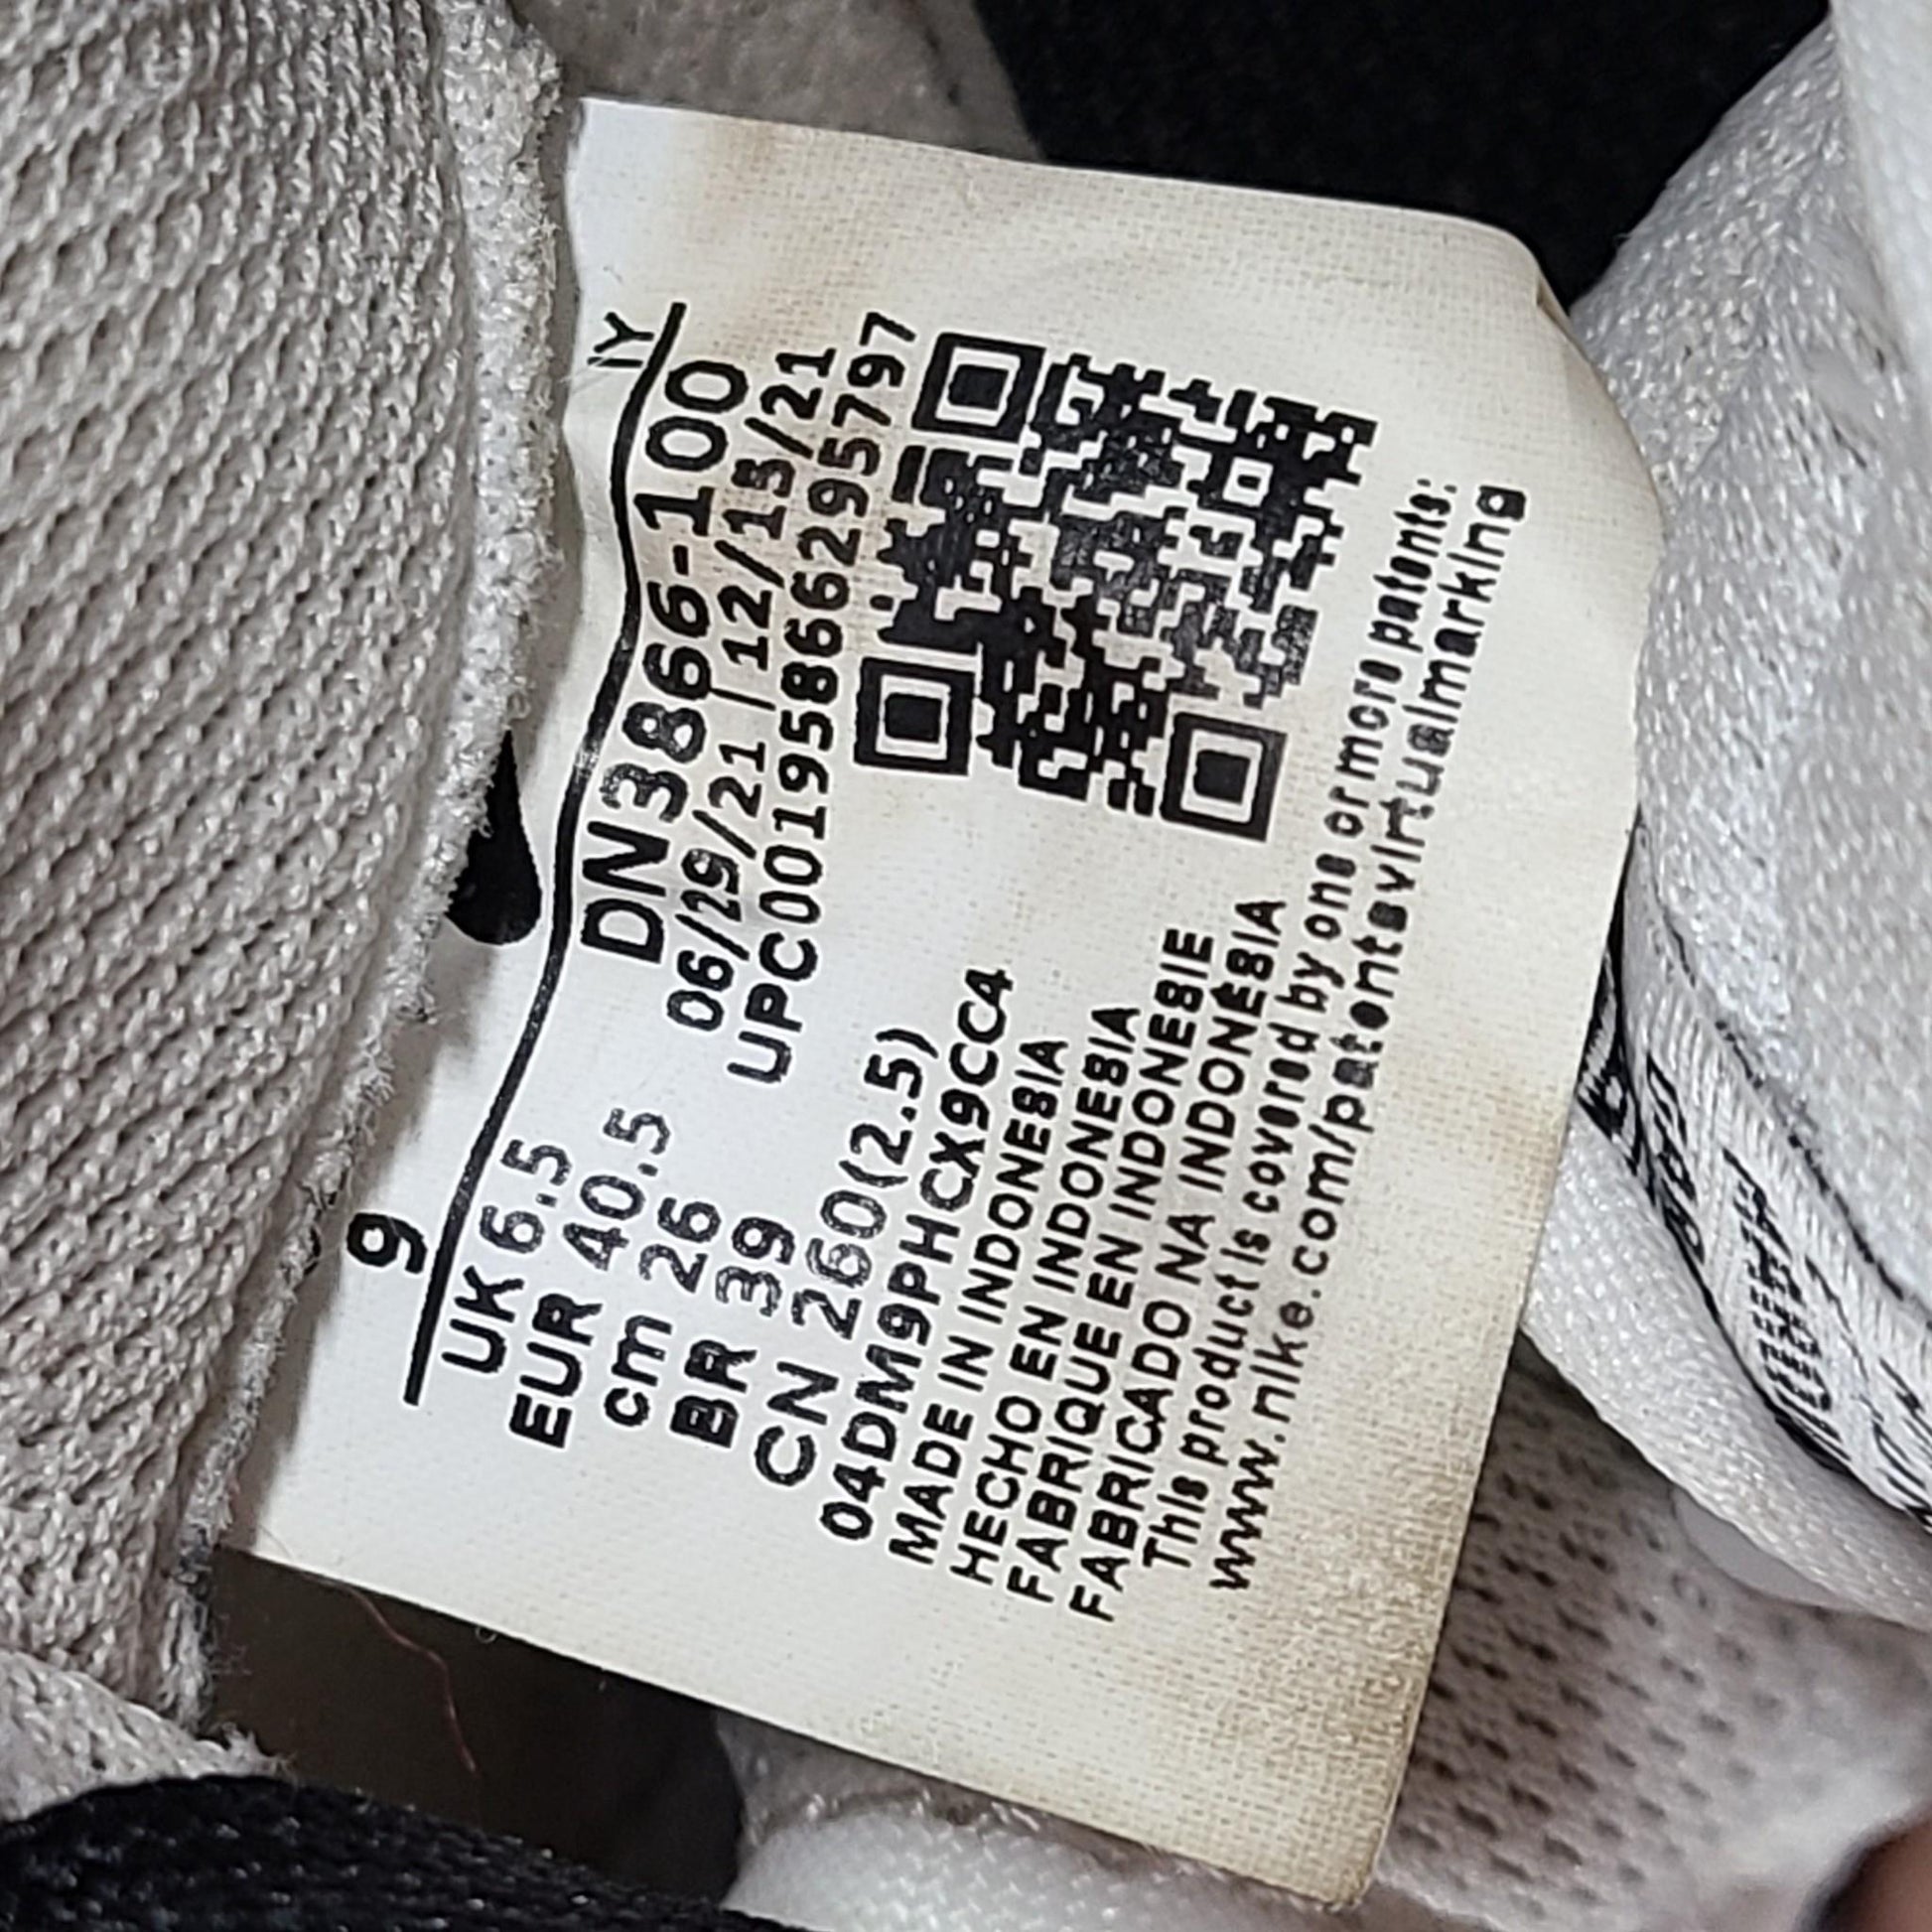 9
IY
UK 6.5
EUR 40.5
cm 26
BR 39
CN 260(2.5)
DN3866-100
06/29/21 | 12/13/21
UPC00195866295797
04DM9PHCX9CC4
MADE IN INDONESIA
HECHO EN INDONESIA
FABRIQUE EN INDONESIE
FABRICADO NA INDONÉSIA
This product is covered by one or more patents:
www.nike.com/patentsvirtualmarking